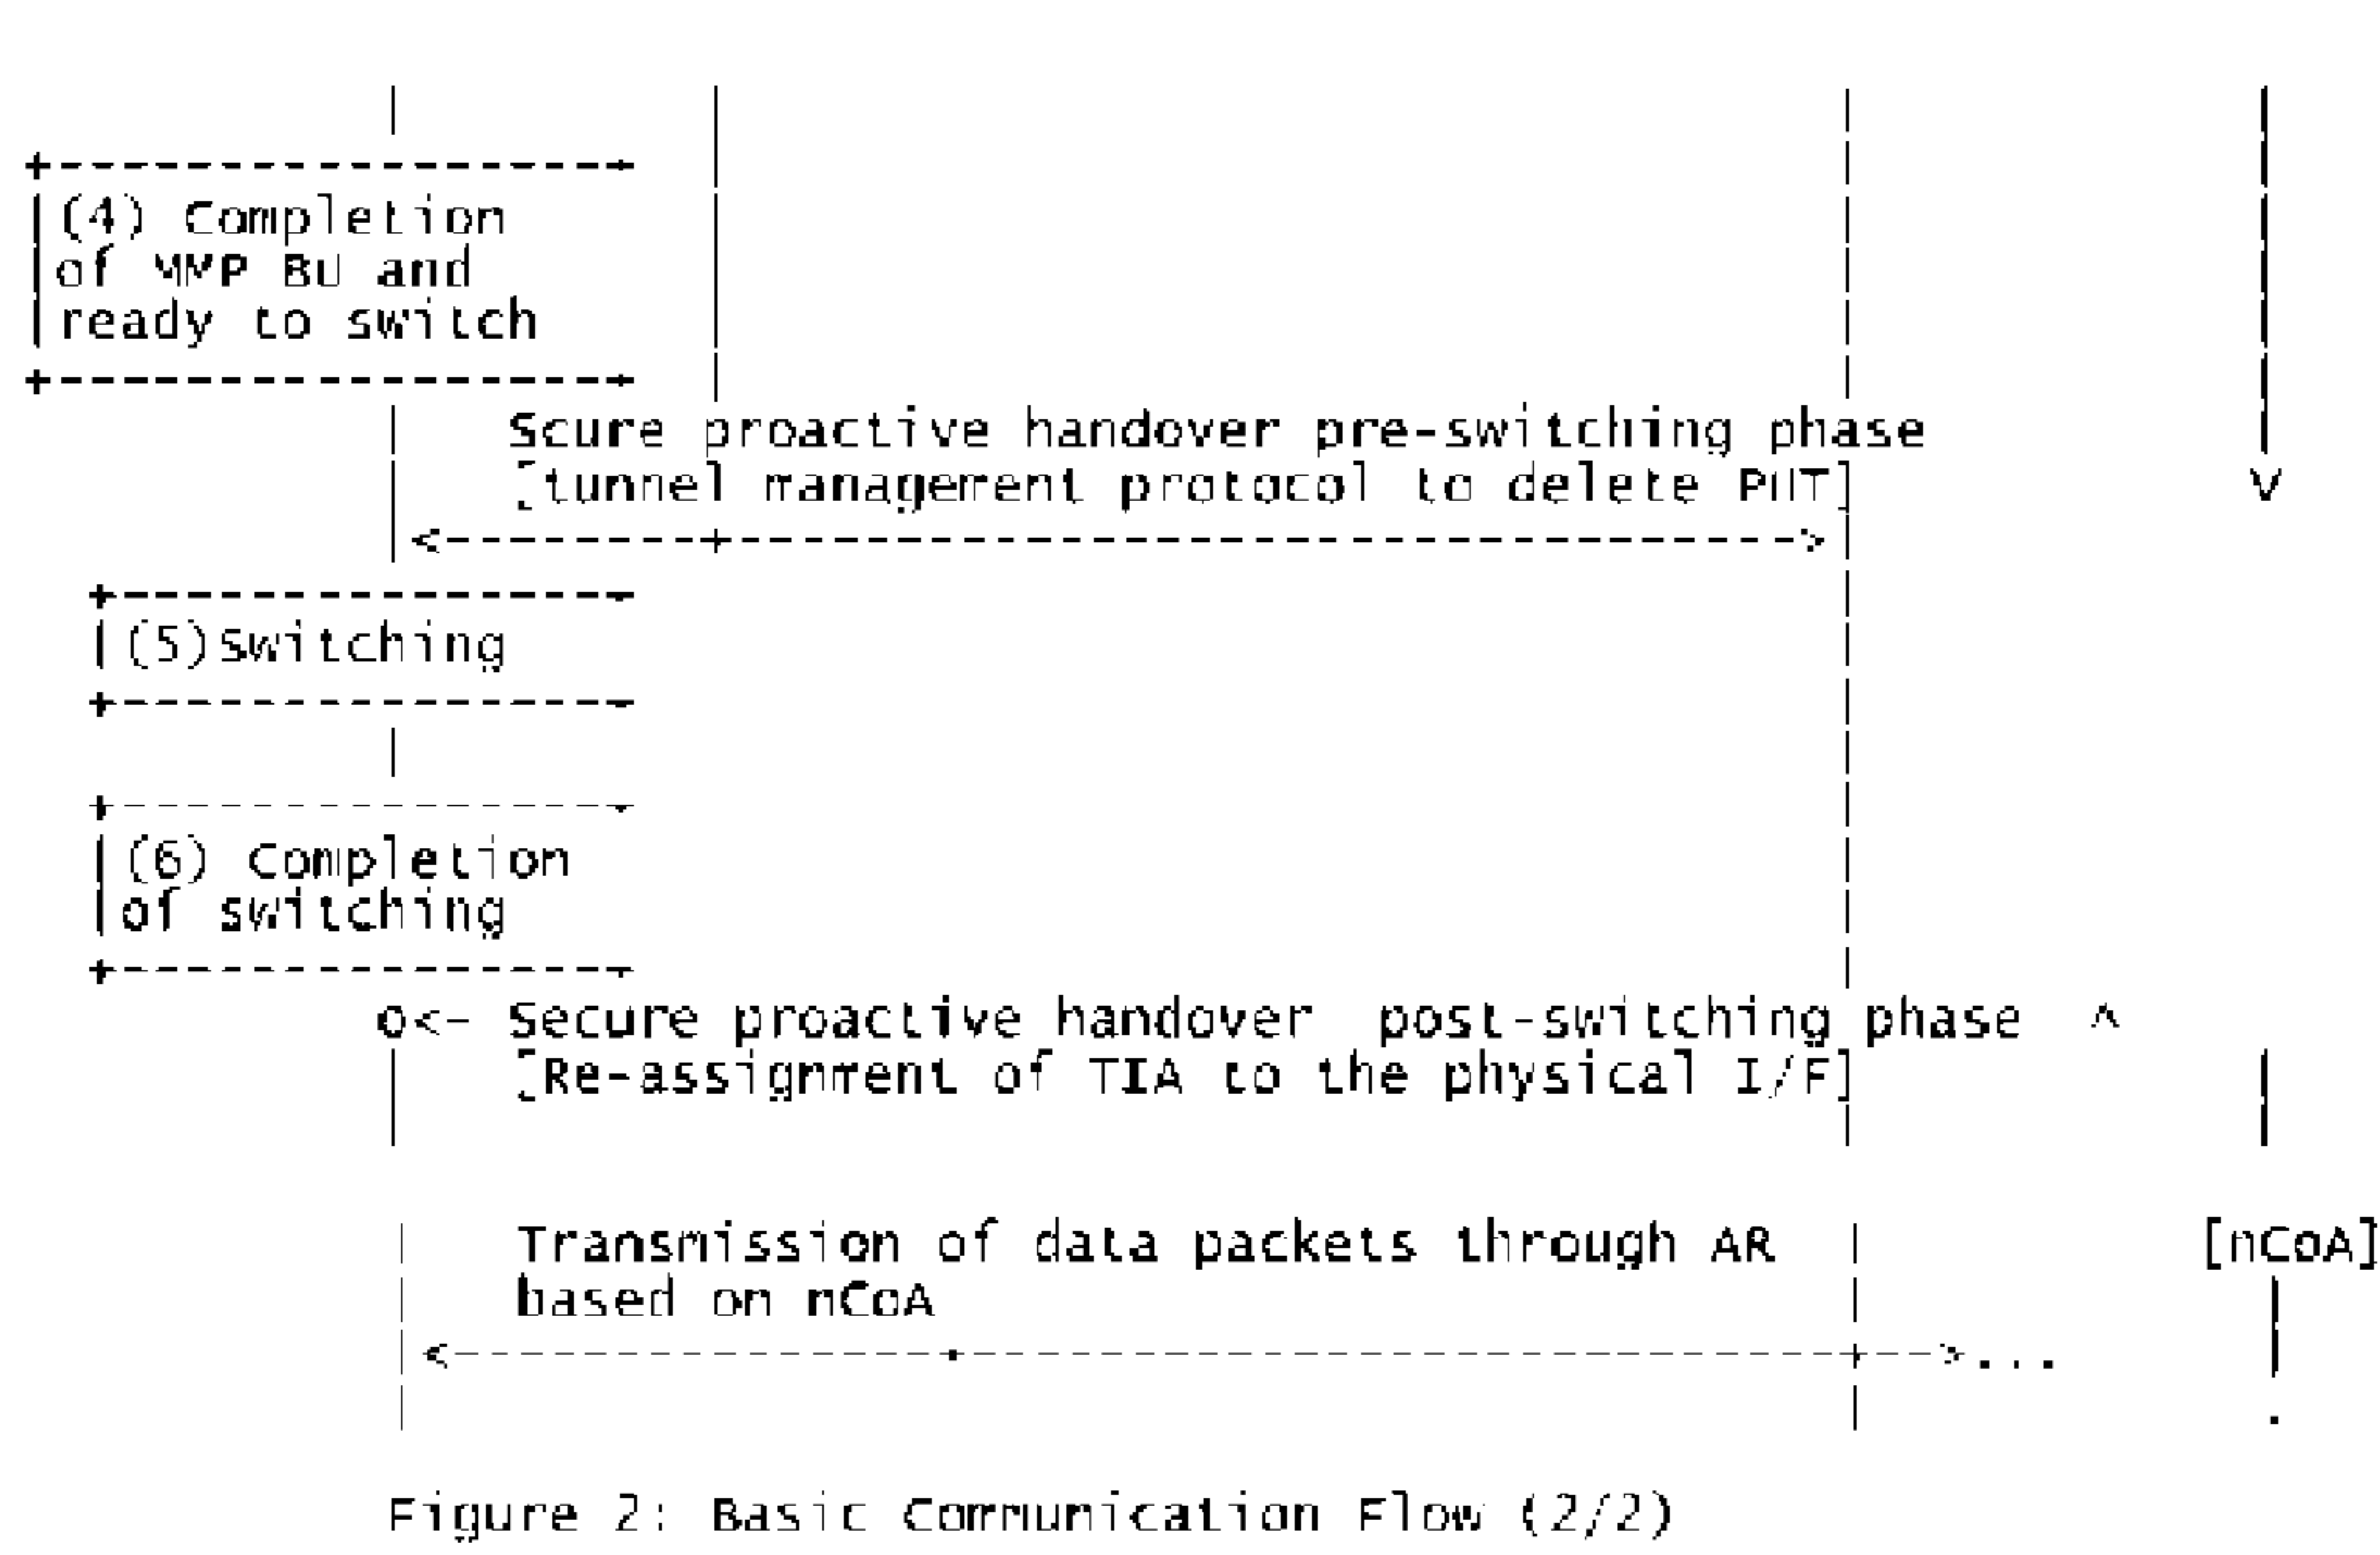 (4) Completion
of MMP BU and
ready to switch
Scure proactive handover pre-switching phase
[tunnel management protocol to delete PHT]
V
(5)Switching
(6) Completion
of switching
O<- Secure proactive handover post-switching phase ^
[Re-assignment of TIA to the physical I/F]
Transmission of data packets through AR [nCoA]
based on nCoA
...
.
Figure 2: Basic Communication Flow (2/2)